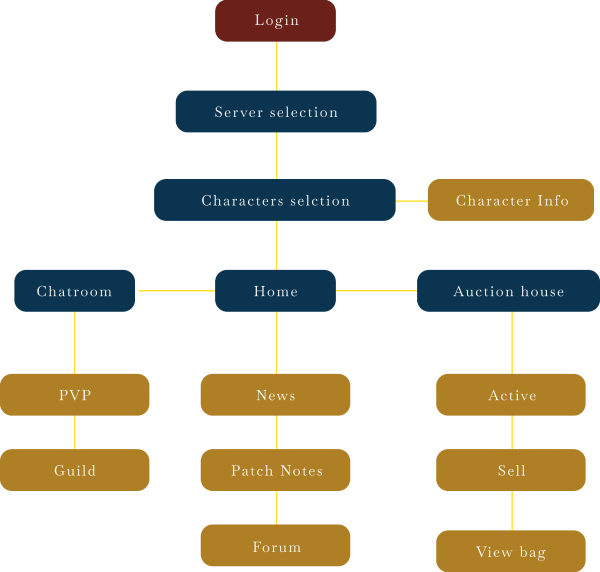 Login
Server selection
Characters selction
Character Info
Chatroom
Home
Auction house
PVP
News
Active
Guild
Patch Notes
Sell
Forum
View bag